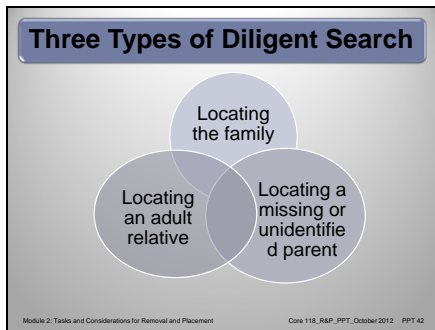 Three Types of Diligent Search
Locating
the family
Locating
an adult
relative
Locating a
missing or
unidentifie
d parent
Module 2: Tasks and Considerations for Removal and Placement
Core 118_R&P_PPT_October 2012 PPT 42